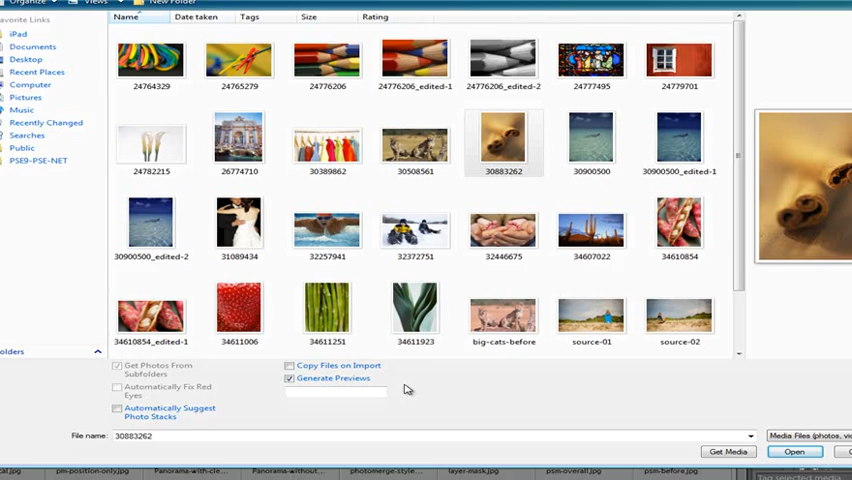 Organize Views New Folder
Favorite Links
Name Date taken Tags Size Rating
iPad
Documents
Desktop
Recent Places
Computer
Pictures
Music
Recently Changed
Searches
Public
PSE9-PSE-NET
24764329 24765279 24776206 24776206_edited-1 24776206_edited-2 24777495 24779701
24782215 26774710 30389862 30508561 30883262 30900500 30900500_edited-1
30900500_edited-2 31089434 32257941 32372751 32446675 34607022 34610854
34610854_edited-1 34611006 34611251 34611923 big-cats-before source-01 source-02
olders
Get Photos From
Subfolders
Automatically Fix Red
Eyes
Automatically Suggest
Photo Stacks
Copy Files on Import
Generate Previews
File name: 30883262 Media Files (photos, vi
Get Media Open
cal.jpg pm-position-only.jpg Panorama-with-cle... Panorama-without... photomerge-style... layer-mask.jpg psm-overall.jpg psm-before.jpg
Tag selected media